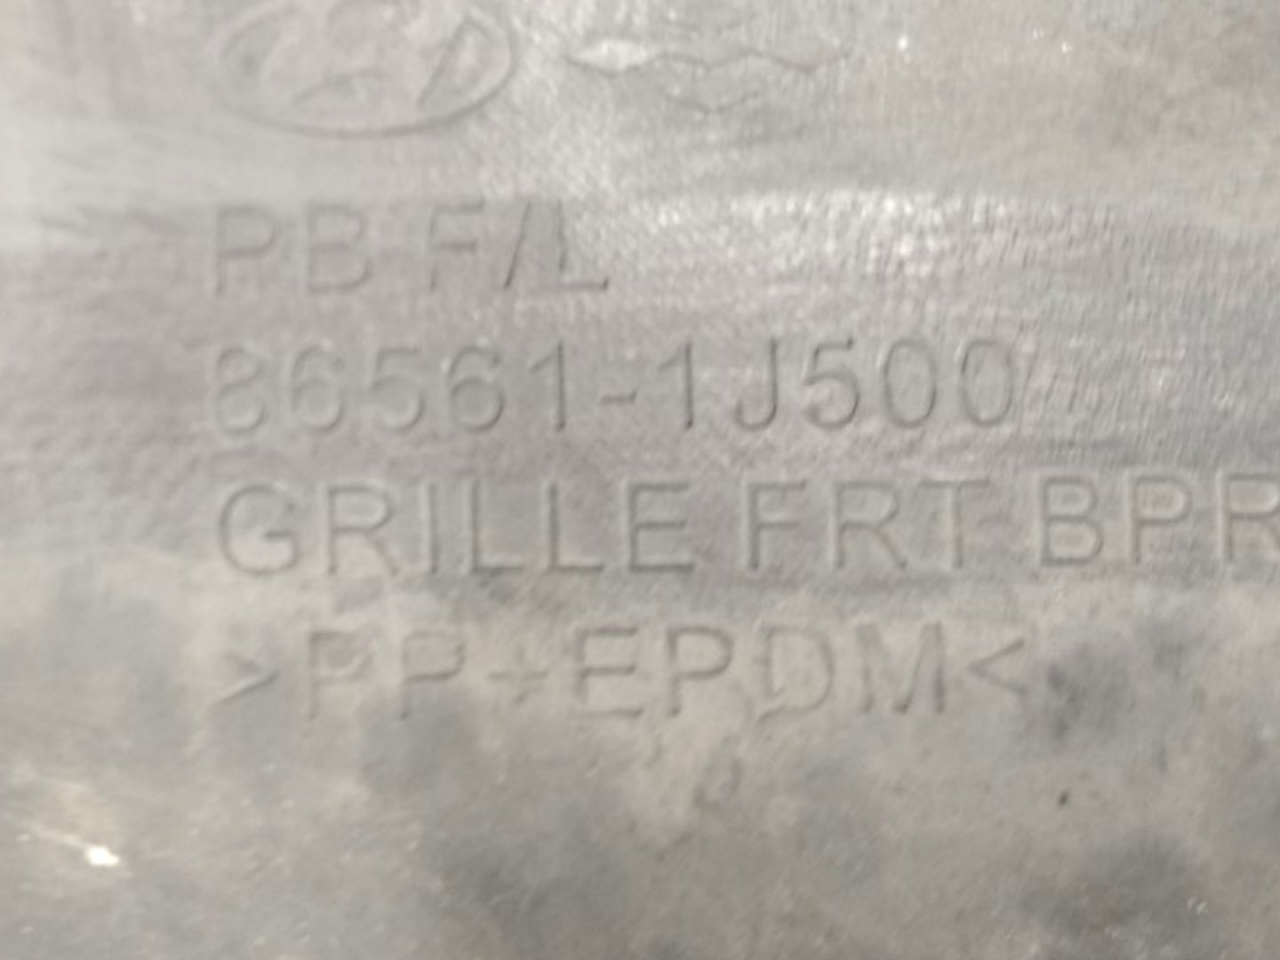 PB F/L
86561-1J500
GRILLE FRT BPR
>PP+EPDM<